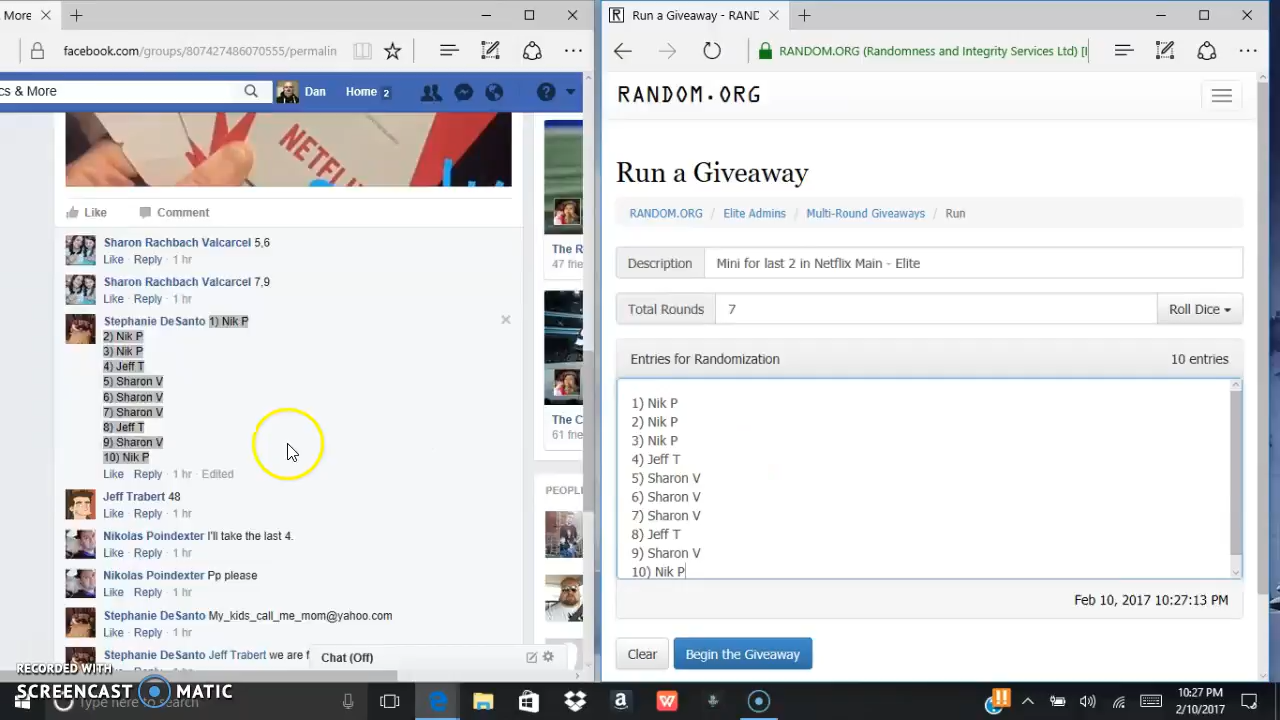 More
facebook.com/groups/807427486070555/permalin
cs & More
Dan
Home 2
NETFLIX
Like Comment
Sharon Rachbach Valcarcel 5,6
Like · Reply · 1 hr
Sharon Rachbach Valcarcel 7,9
Like · Reply · 1 hr
Stephanie DeSanto 1) Nik P
2) Nik P
3) Nik P
4) Jeff T
5) Sharon V
6) Sharon V
7) Sharon V
8) Jeff T
9) Sharon V
10) Nik P
Like · Reply · 1 hr · Edited
Jeff Trabert 48
Like · Reply · 1 hr
Nikolas Poindexter I'll take the last 4.
Like · Reply · 1 hr
Nikolas Poindexter Pp please
Like · Reply · 1 hr
Stephanie DeSanto My_kids_call_me_mom@yahoo.com
Like · Reply · 1 hr
Stephanie DeSanto Jeff Trabert we are f
The R
47 frie
The C
61 frie
PEOPL
Chat (Off)
Run a Giveaway - RAND
RANDOM.ORG (Randomness and Integrity Services Ltd) [I
RANDOM.ORG
Run a Giveaway
RANDOM.ORG / Elite Admins / Multi-Round Giveaways / Run
Description Mini for last 2 in Netflix Main - Elite
Total Rounds 7 Roll Dice
Entries for Randomization 10 entries
1) Nik P
2) Nik P
3) Nik P
4) Jeff T
5) Sharon V
6) Sharon V
7) Sharon V
8) Jeff T
9) Sharon V
10) Nik P
Feb 10, 2017 10:27:13 PM
Clear Begin the Giveaway
RECORDED WITH
SCREENCAST MATIC
Type here to search
10:27 PM
2/10/2017